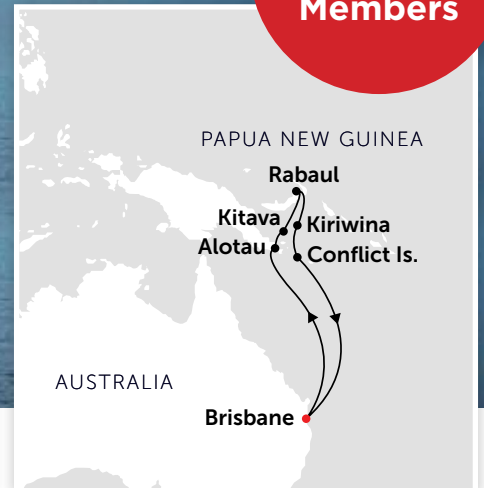 Members
PAPUA NEW GUINEA
Rabaul
Kitava
Kiriwina
Alotau
Conflict Is.
AUSTRALIA
Brisbane